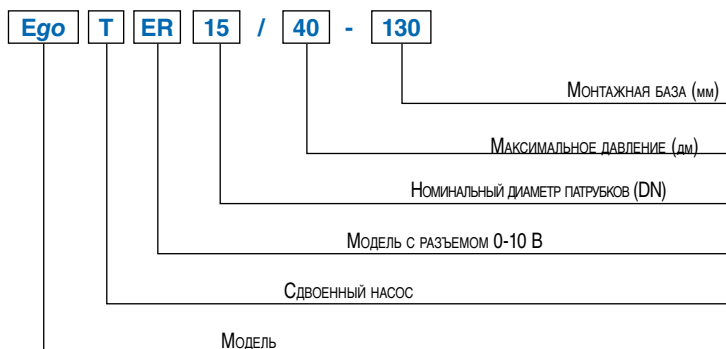 Ego T ER 15 / 40 - 130
Монтажная база (мм)
Максимальное давление (дм)
Номинальный диаметр патрубков (DN)
Модель с разъемом 0-10 В
Сдвоенный насос
Модель